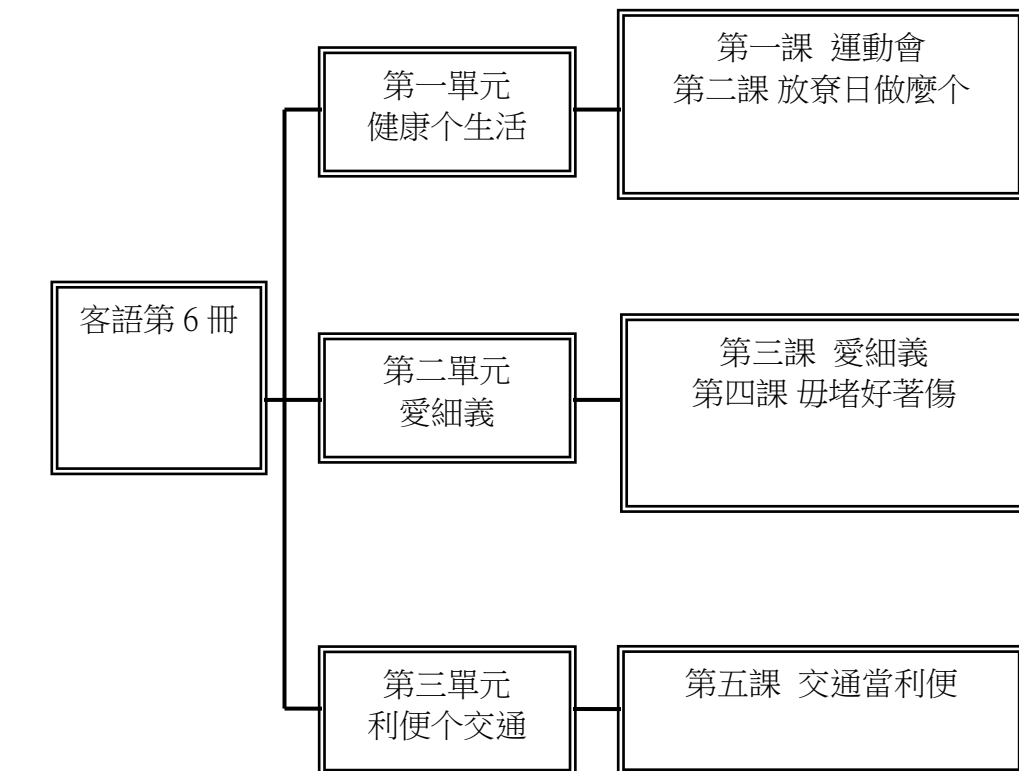 客語第 6 冊
第一單元
健康个生活
第一課 運動會
第二課 放尞日做麼个
第二單元
愛細義
第三課 愛細義
第四課 毋堵好著傷
第三單元
利便个交通
第五課 交通當利便